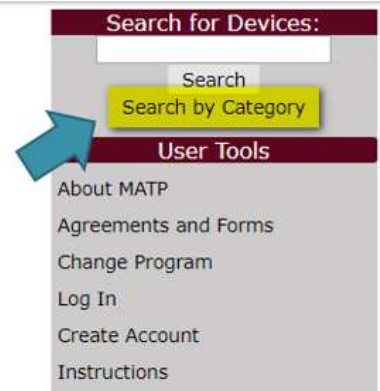 Search for Devices:
Search
Search by Category
User Tools
About MATP
Agreements and Forms
Change Program
Log In
Create Account
Instructions